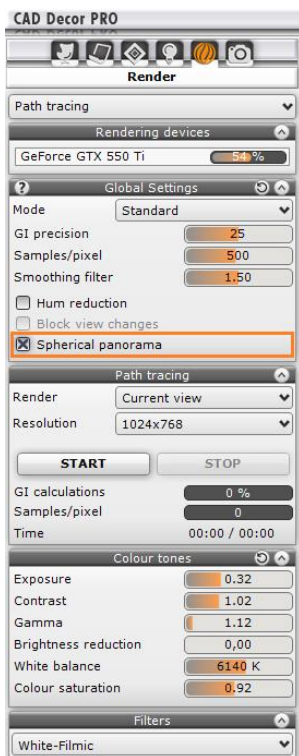 CAD Decor PRO
Render
Path tracing
Rendering devices
GeForce GTX 550 Ti 54 %
? Global Settings
Mode Standard
GI precision 25
Samples/pixel 500
Smoothing filter 1.50
Hum reduction
Block view changes
Spherical panorama
Path tracing
Render Current view
Resolution 1024x768
START STOP
GI calculations 0 %
Samples/pixel 0
Time 00:00 / 00:00
Colour tones
Exposure 0.32
Contrast 1.02
Gamma 1.12
Brightness reduction 0,00
White balance 6140 K
Colour saturation 0.92
Filters
White-Filmic